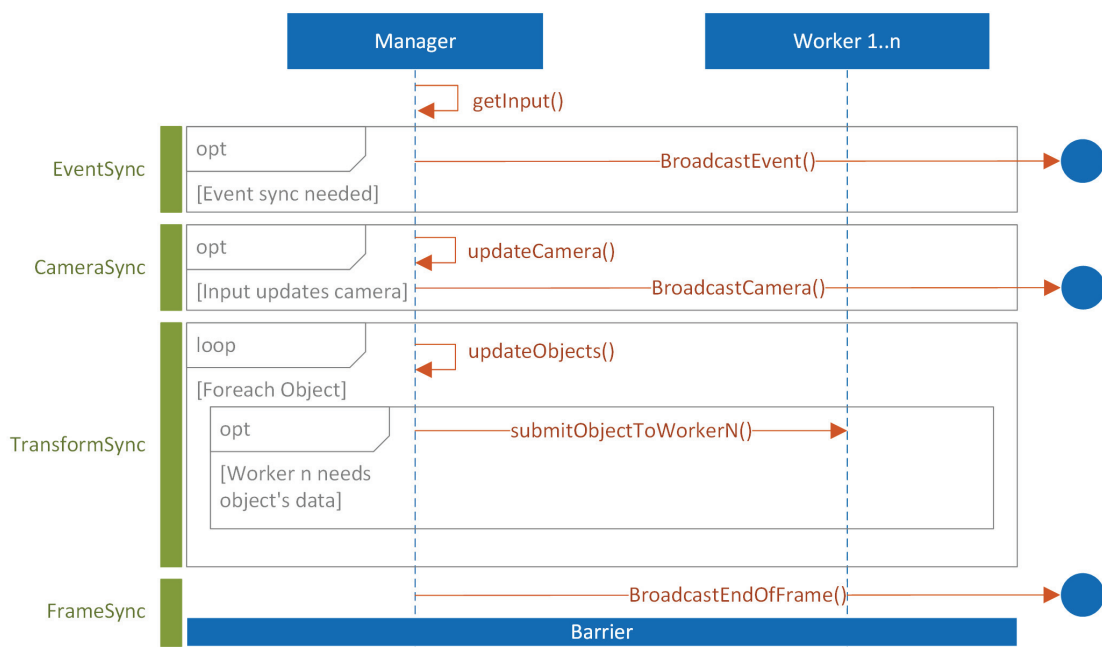 Manager
Worker 1..n
getInput()
EventSync
opt
BroadcastEvent()
[Event sync needed]
CameraSync
opt
updateCamera()
[Input updates camera]
BroadcastCamera()
TransformSync
loop
updateObjects()
[Foreach Object]
opt
submitObjectToWorkerN()
[Worker n needs
object's data]
FrameSync
BroadcastEndOfFrame()
Barrier